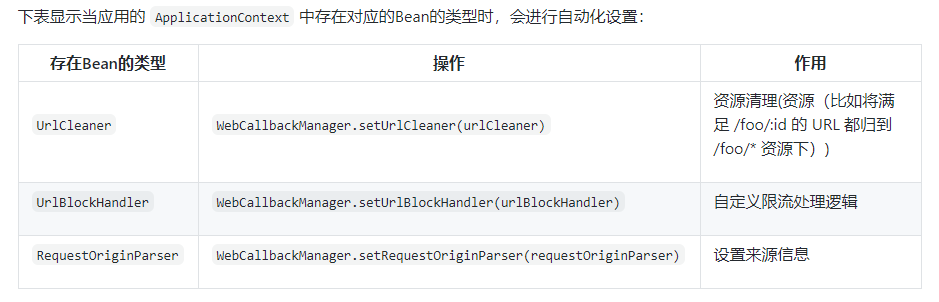 下表显示当应用的 ApplicationContext 中存在对应的Bean的类型时，会进行自动化设置：
存在Bean的类型 操作 作用
UrlCleaner WebCallbackManager.setUrlCleaner(urlCleaner) 资源清理(资源（比如将满
足 /foo/:id 的 URL 都归到
/foo/* 资源下）)
UrlBlockHandler WebCallbackManager.setUrlBlockHandler(urlBlockHandler) 自定义限流处理逻辑
RequestOriginParser WebCallbackManager.setRequestOriginParser(requestOriginParser) 设置来源信息